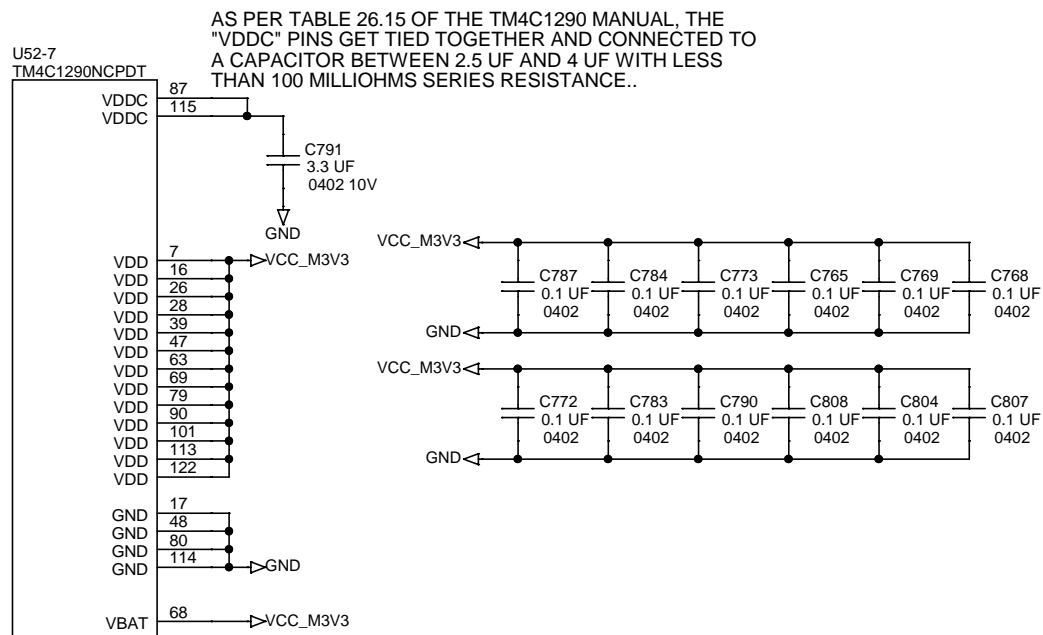 AS PER TABLE 26.15 OF THE TM4C1290 MANUAL, THE
"VDDC" PINS GET TIED TOGETHER AND CONNECTED TO
A CAPACITOR BETWEEN 2.5 UF AND 4 UF WITH LESS
THAN 100 MILLIOHMS SERIES RESISTANCE..
U52-7
TM4C1290NCPDT
VDDC 87
VDDC 115
C791
3.3 UF
0402 10V
GND
VDD 7 VCC_M3V3
VDD 16
VDD 26
VDD 28
VDD 39
VDD 47
VDD 63
VDD 69
VDD 79
VDD 90
VDD 101
VDD 113
VDD 122
GND 17
GND 48
GND 80
GND 114 GND
VBAT 68 VCC_M3V3
VCC_M3V3
C787 C784 C773 C765 C769 C768
0.1 UF 0.1 UF 0.1 UF 0.1 UF 0.1 UF 0.1 UF
0402 0402 0402 0402 0402 0402
GND
VCC_M3V3
C772 C783 C790 C808 C804 C807
0.1 UF 0.1 UF 0.1 UF 0.1 UF 0.1 UF 0.1 UF
0402 0402 0402 0402 0402 0402
GND